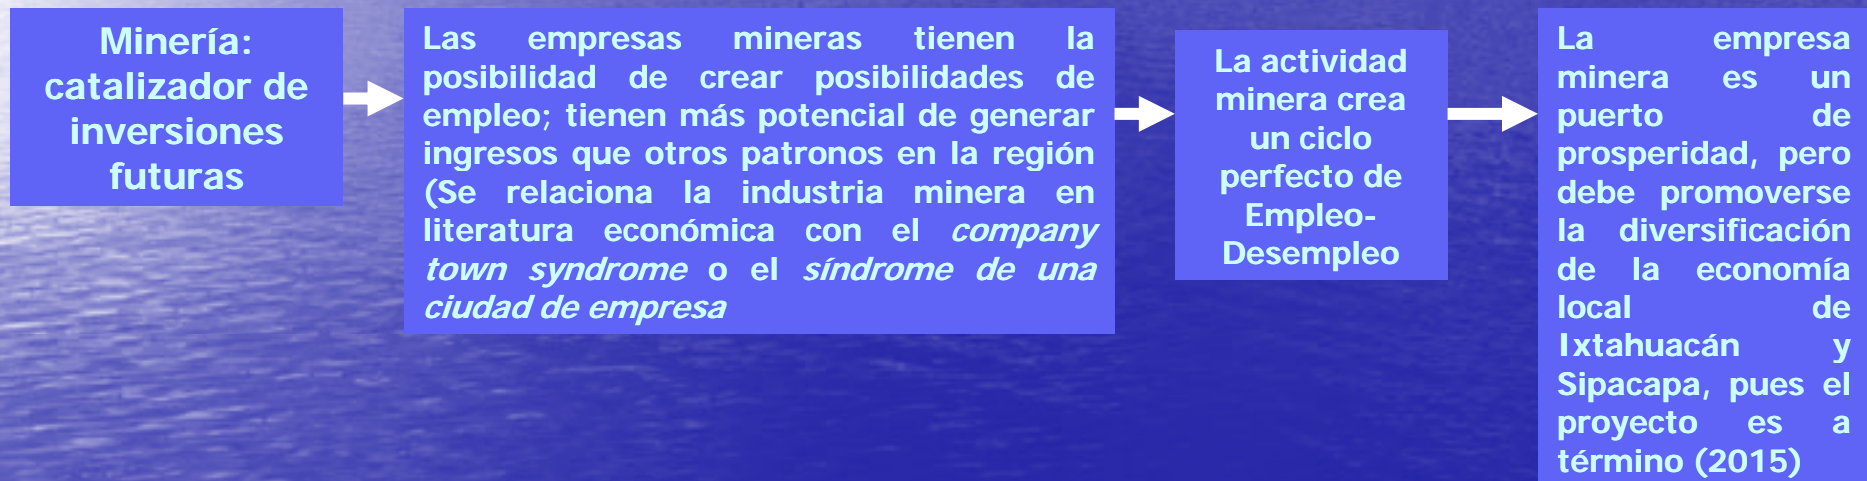 Minería:
catalizador de
inversiones
futuras
Las empresas mineras tienen la
posibilidad de crear posibilidades de
empleo; tienen más potencial de generar
ingresos que otros patronos en la región
(Se relaciona la industria minera en
literatura económica con el company
town syndrome o el síndrome de una
ciudad de empresa
La actividad
minera crea
un ciclo
perfecto de
Empleo-
Desempleo
La empresa
minera es un
puerto de
prosperidad, pero
debe promoverse
la diversificación
de la economía
local de
Ixtahuacán y
Sipacapa, pues el
proyecto es a
término (2015)